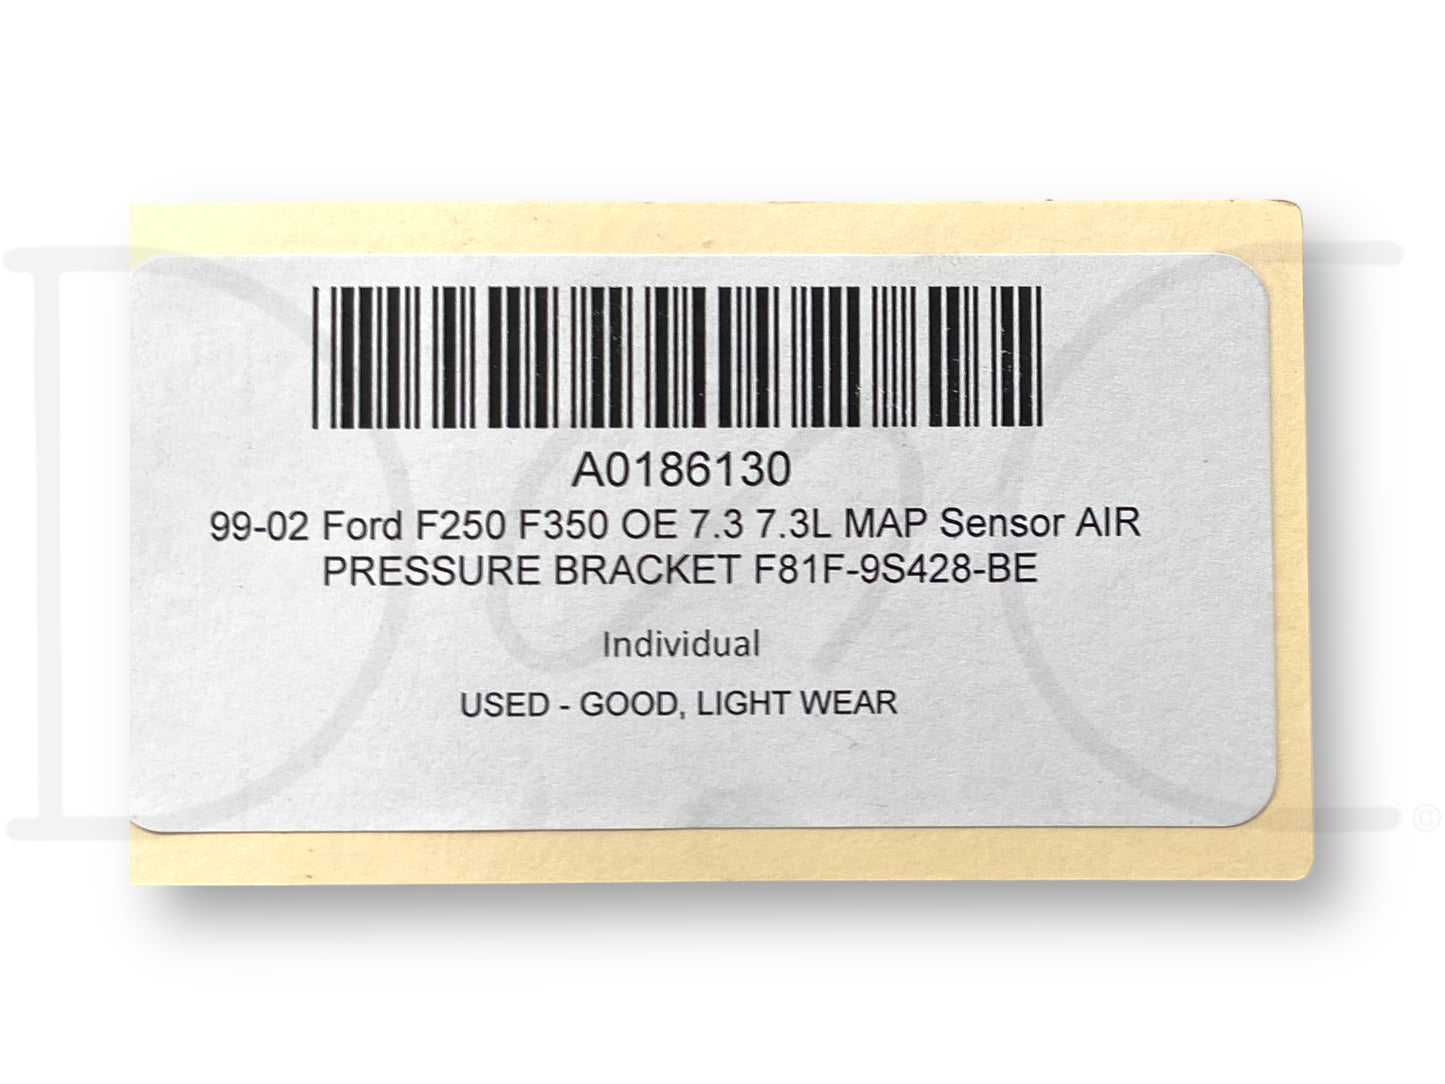 A0186130
99-02 Ford F250 F350 OE 7.3 7.3L MAP Sensor AIR
PRESSURE BRACKET F81F-9S428-BE
Individual
USED - GOOD, LIGHT WEAR
©